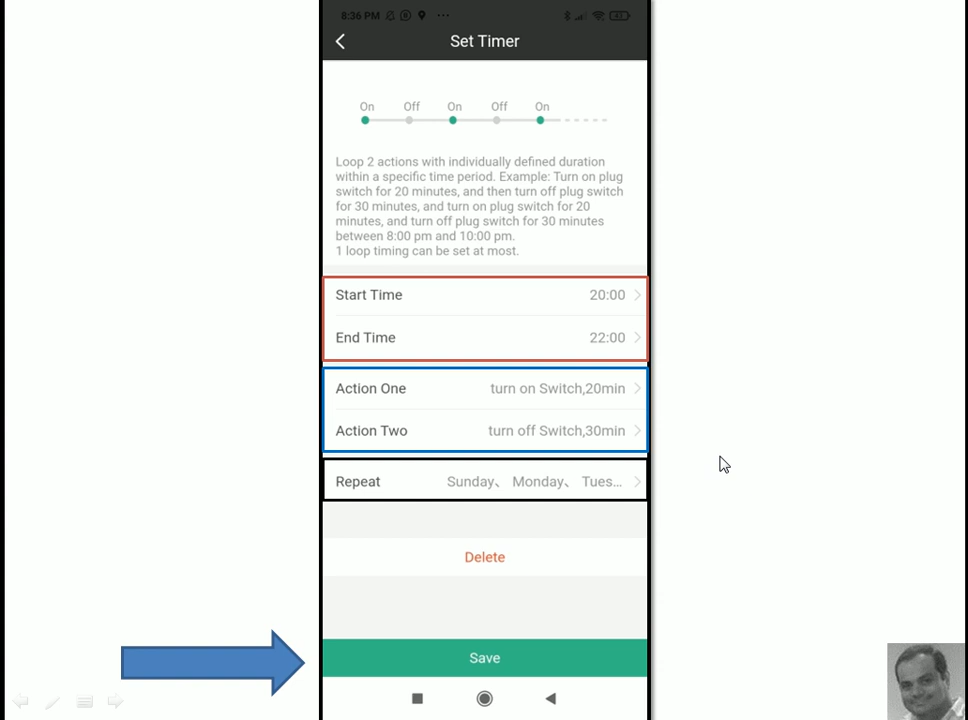 8:36 PM
Set Timer
On Off On Off On
Loop 2 actions with individually defined duration
within a specific time period. Example: Turn on plug
switch for 20 minutes, and then turn off plug switch
for 30 minutes, and turn on plug switch for 20
minutes, and turn off plug switch for 30 minutes
between 8:00 pm and 10:00 pm.
1 loop timing can be set at most.
Start Time 20:00
End Time 22:00
Action One turn on Switch,20min
Action Two turn off Switch,30min
Repeat Sunday、 Monday、 Tues...
Delete
Save